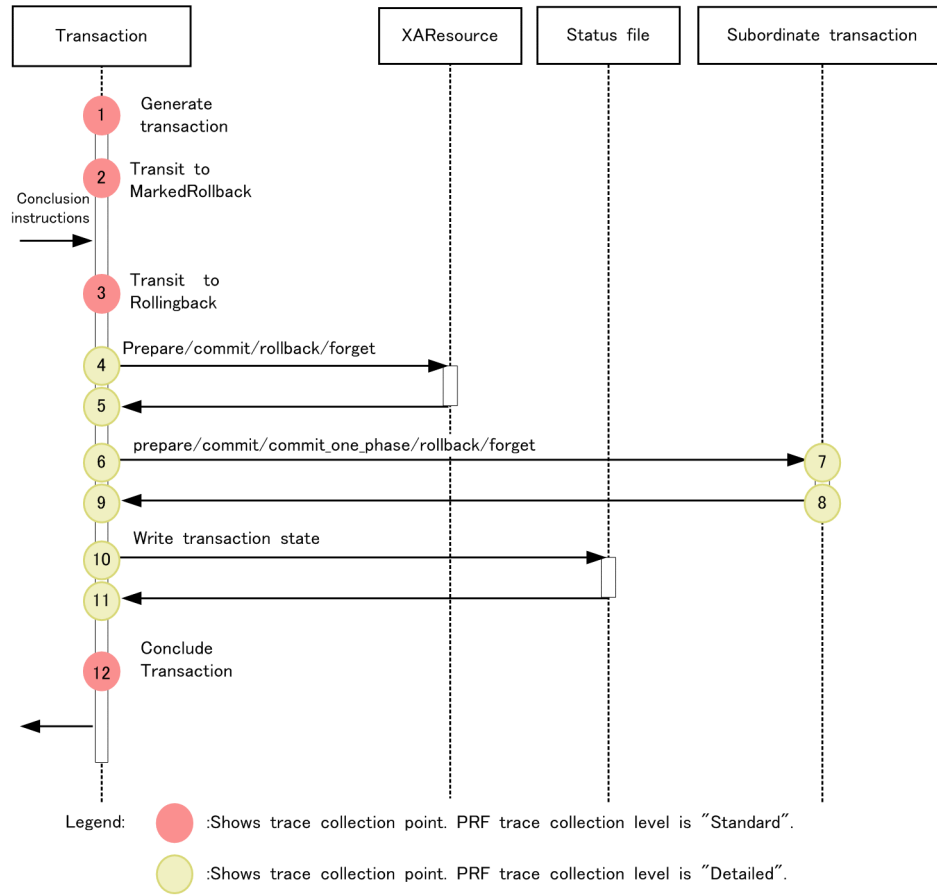 Transaction
XAResource
Status file
Subordinate transaction
1
Generate
transaction
2
Transit to
MarkedRollback
Conclusion
instructions
3
Transit to
Rollingback
Prepare/commit/rollback/forget
4
5
prepare/commit/commit_one_phase/rollback/forget
6
7
9
8
Write transaction state
10
11
Conclude
Transaction
12
Legend:
:Shows trace collection point. PRF trace collection level is "Standard".
:Shows trace collection point. PRF trace collection level is "Detailed".